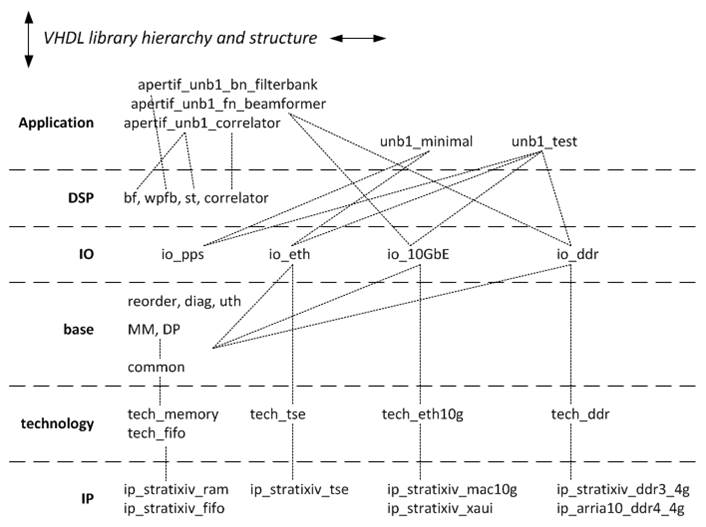 VHDL library hierarchy and structure
apertif_unb1_bn_filterbank
apertif_unb1_fn_beamformer
Application
apertif_unb1_correlator
unb1_minimal
unb1_test
DSP
bf, wpfb, st, correlator
IO
io_pps
io_eth
io_10GbE
io_ddr
reorder, diag, uth
base
MM, DP
common
technology
tech_memory
tech_fifo
tech_tse
tech_eth10g
tech_ddr
IP
ip_stratixiv_ram
ip_stratixiv_fifo
ip_stratixiv_tse
ip_stratixiv_mac10g
ip_stratixiv_xaui
ip_stratixiv_ddr3_4g
ip_arria10_ddr4_4g